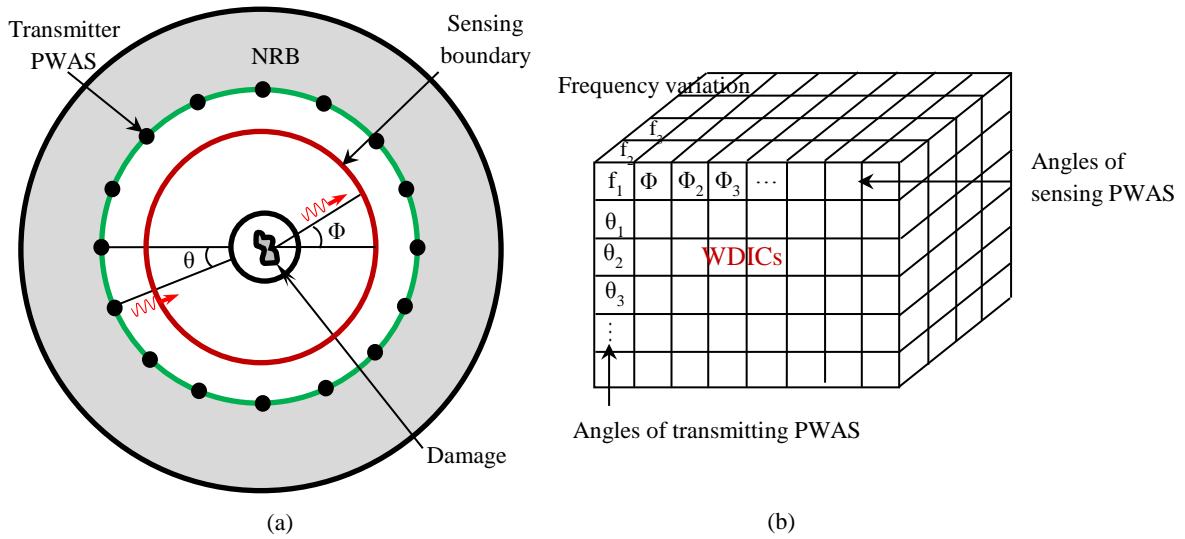 Transmitter
PWAS
NRB
Sensing
boundary
θ
Φ
Damage
(a)
Frequency variation
f3
f2
f1 Φ Φ2 Φ3 ⋯
θ1
θ2
θ3
⋮
WDICs
Angles of
sensing PWAS
Angles of transmitting PWAS
(b)